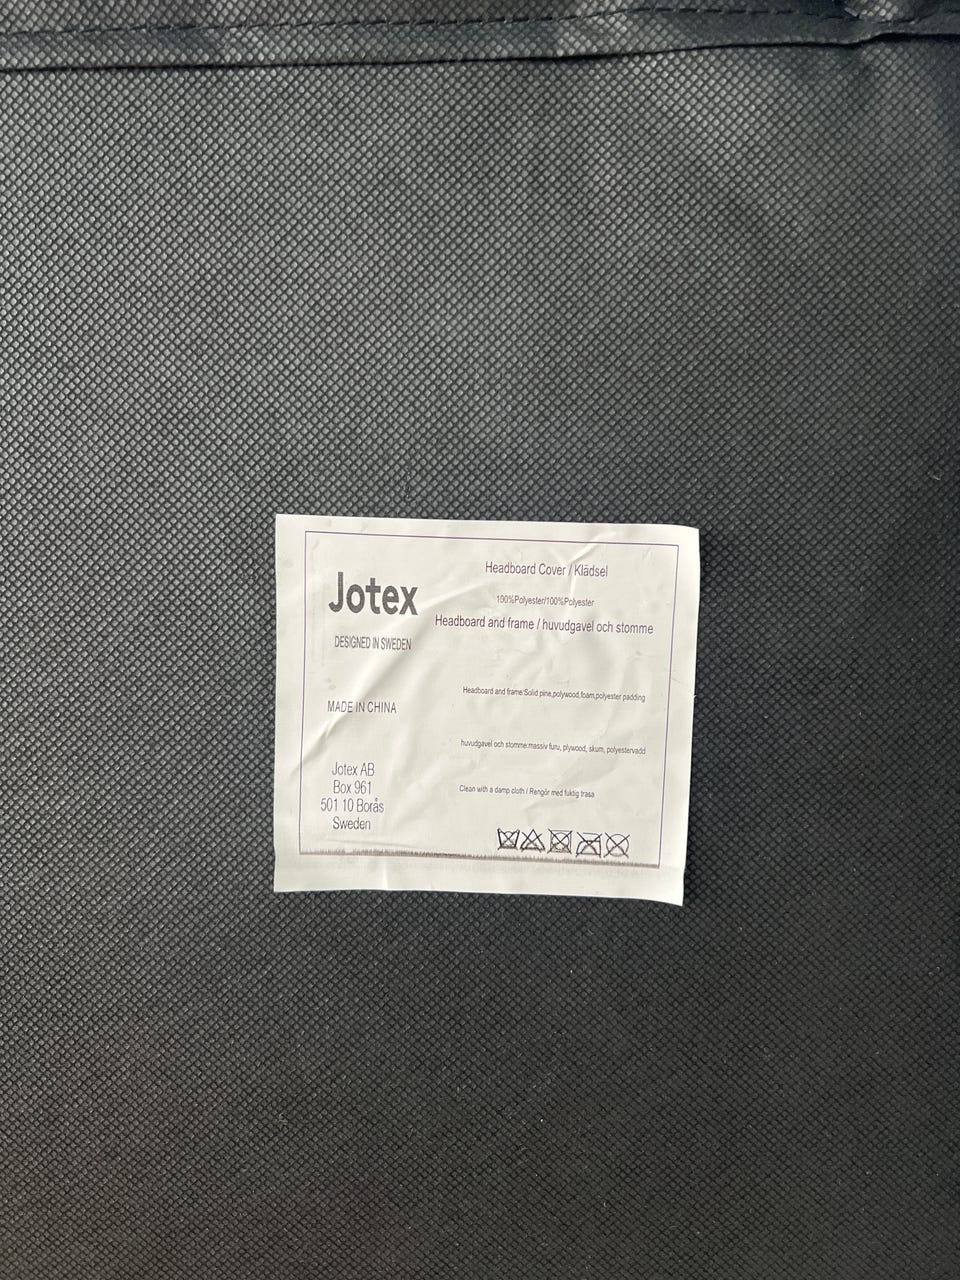 Jotex
DESIGNED IN SWEDEN
MADE IN CHINA
Jotex AB
Box 961
501 10 Borås
Sweden
Headboard Cover / Klädsel
100%Polyester/100%Polyester
Headboard and frame / huvudgavel och stomme
Headboard and frame:Solid pine,polywood,foam,polyester padding
huvudgavel och stomme:massiv furu, plywood, skum, polyestervadd
Clean with a damp cloth / Rengör med fuktig trasa